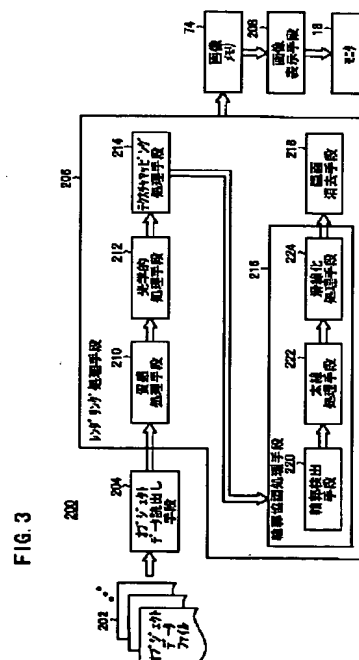 FIG. 3
200
202
オブジェクト
データ
ファイル
204
オブジェクト
データ読出し
手段
206
レンダリング処理手段
210
質感
処理手段
212
光学的
処理手段
214
テクスチャマッピング
処理手段
216
輪郭強調処理手段
220
輪郭検出手段
222
太線
処理手段
224
滑線化
処理手段
218
陰面
消去手段
74
画像
メモリ
208
画像
表示手段
18
モニタ